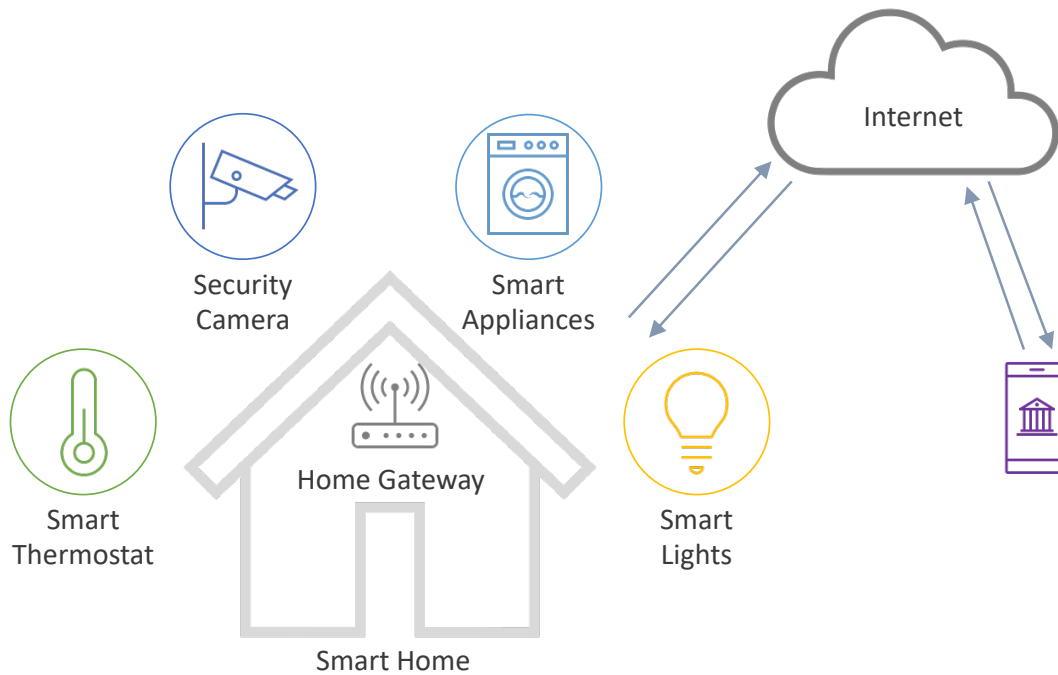 Internet
Security
Camera
Smart
Appliances
Home Gateway
Smart
Thermostat
Smart
Lights
Smart Home